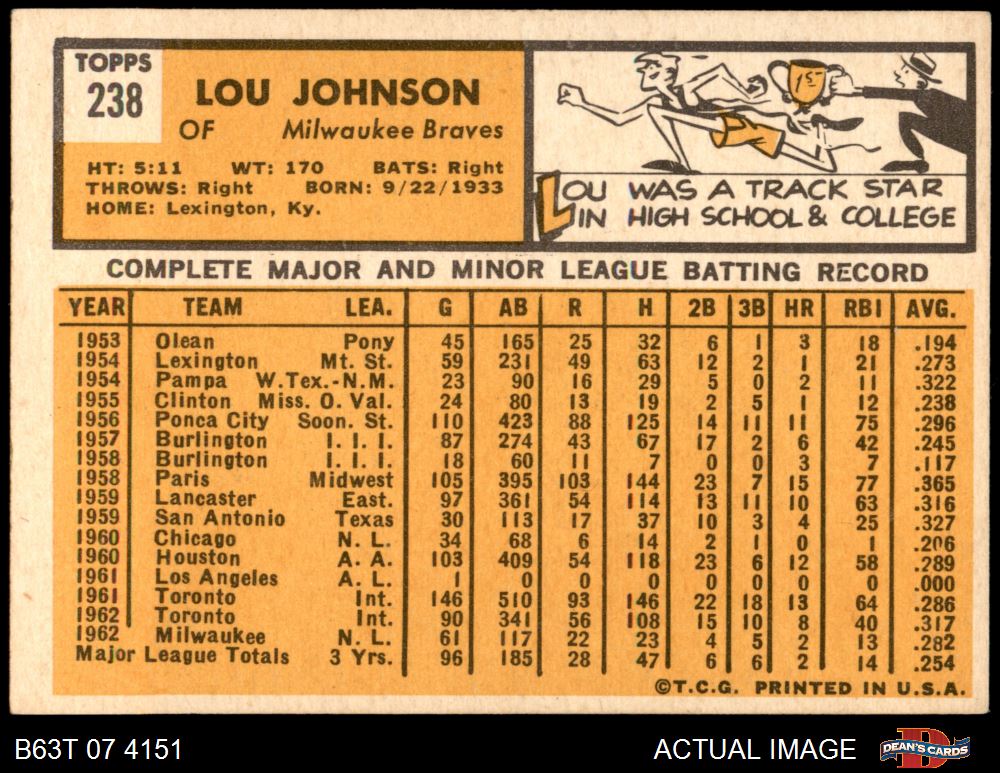 TOPPS
238
LOU JOHNSON
OF Milwaukee Braves
HT: 5:11 WT: 170 BATS: Right
THROWS: Right BORN: 9/22/1933
HOME: Lexington, Ky.
1ST
LOU WAS A TRACK STAR
IN HIGH SCHOOL & COLLEGE
COMPLETE MAJOR AND MINOR LEAGUE BATTING RECORD
YEAR TEAM LEA. G AB R H 2B 3B HR RBI AVG.
1953 Olean Pony 45 165 25 32 6 1 3 18 .194
1954 Lexington Mt. St. 59 231 49 63 12 2 1 21 .273
1954 Pampa W.Tex.-N.M. 23 90 16 29 5 0 2 11 .322
1955 Clinton Miss. O. Val. 24 80 13 19 2 5 1 12 .238
1956 Ponca City Soon. St. 110 423 88 125 14 11 11 75 .296
1957 Burlington I. I. I. 87 274 43 67 17 2 6 42 .245
1958 Burlington I. I. I. 18 60 11 7 0 0 3 7 .117
1958 Paris Midwest 105 395 103 144 23 7 15 77 .365
1959 Lancaster East. 97 361 54 114 13 11 10 63 .316
1959 San Antonio Texas 30 113 17 37 10 3 4 25 .327
1960 Chicago N. L. 34 68 6 14 2 1 0 1 .206
1960 Houston A. A. 103 409 54 118 23 6 12 58 .289
1961 Los Angeles A. L. 1 0 0 0 0 0 0 0 .000
1961 Toronto Int. 146 510 93 146 22 18 13 64 .286
1962 Toronto Int. 90 341 56 108 15 10 8 40 .317
1962 Milwaukee N. L. 61 117 22 23 4 5 2 13 .282
Major League Totals 3 Yrs. 96 185 28 47 6 6 2 14 .254
©T.C.G. PRINTED IN U.S.A.
B63T 07 4151 ACTUAL IMAGE DEAN'S CARDS